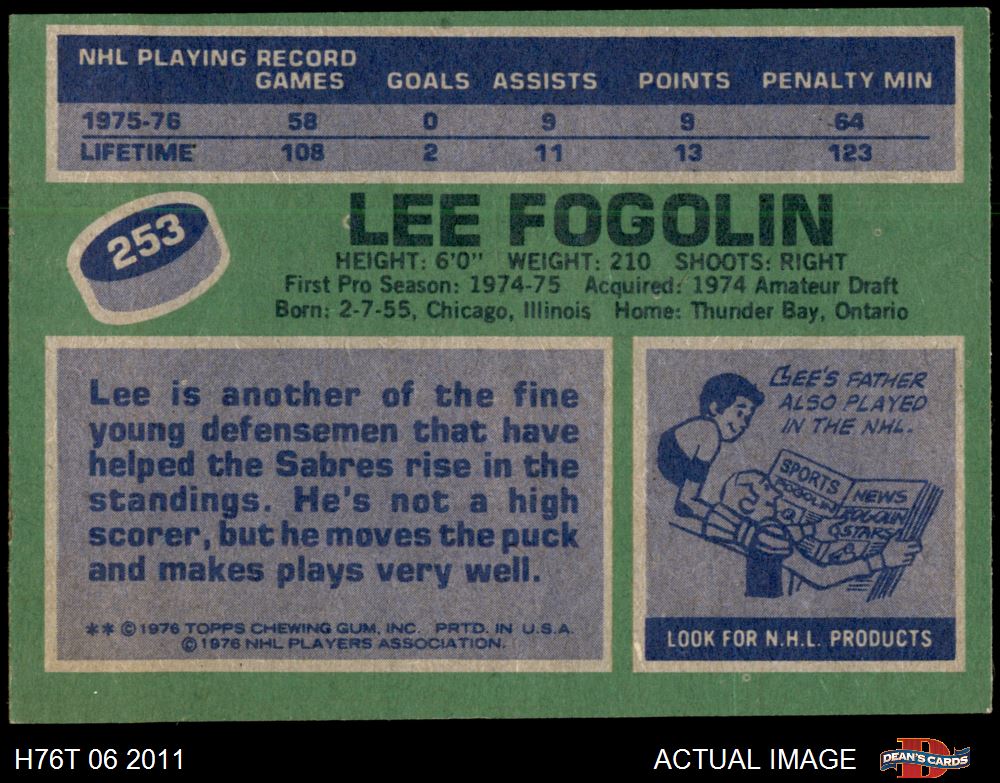 NHL PLAYING RECORD
GAMES GOALS ASSISTS POINTS PENALTY MIN
1975-76 58 0 9 9 64
LIFETIME 108 2 11 13 123
253
LEE FOGOLIN
HEIGHT: 6'0" WEIGHT: 210 SHOOTS: RIGHT
First Pro Season: 1974-75 Acquired: 1974 Amateur Draft
Born: 2-7-55, Chicago, Illinois Home: Thunder Bay, Ontario
Lee is another of the fine
young defensemen that have
helped the Sabres rise in the
standings. He's not a high
scorer, but he moves the puck
and makes plays very well.
** © 1976 TOPPS CHEWING GUM, INC. PRTD. IN U.S.A.
© 1976 NHL PLAYERS ASSOCIATION.
LEE'S FATHER
ALSO PLAYED
IN THE NHL.
SPORTS NEWS
FOGOLIN FOGOLIN
STARS
LOOK FOR N.H.L. PRODUCTS
H76T 06 2011 ACTUAL IMAGE DEAN'S CARDS